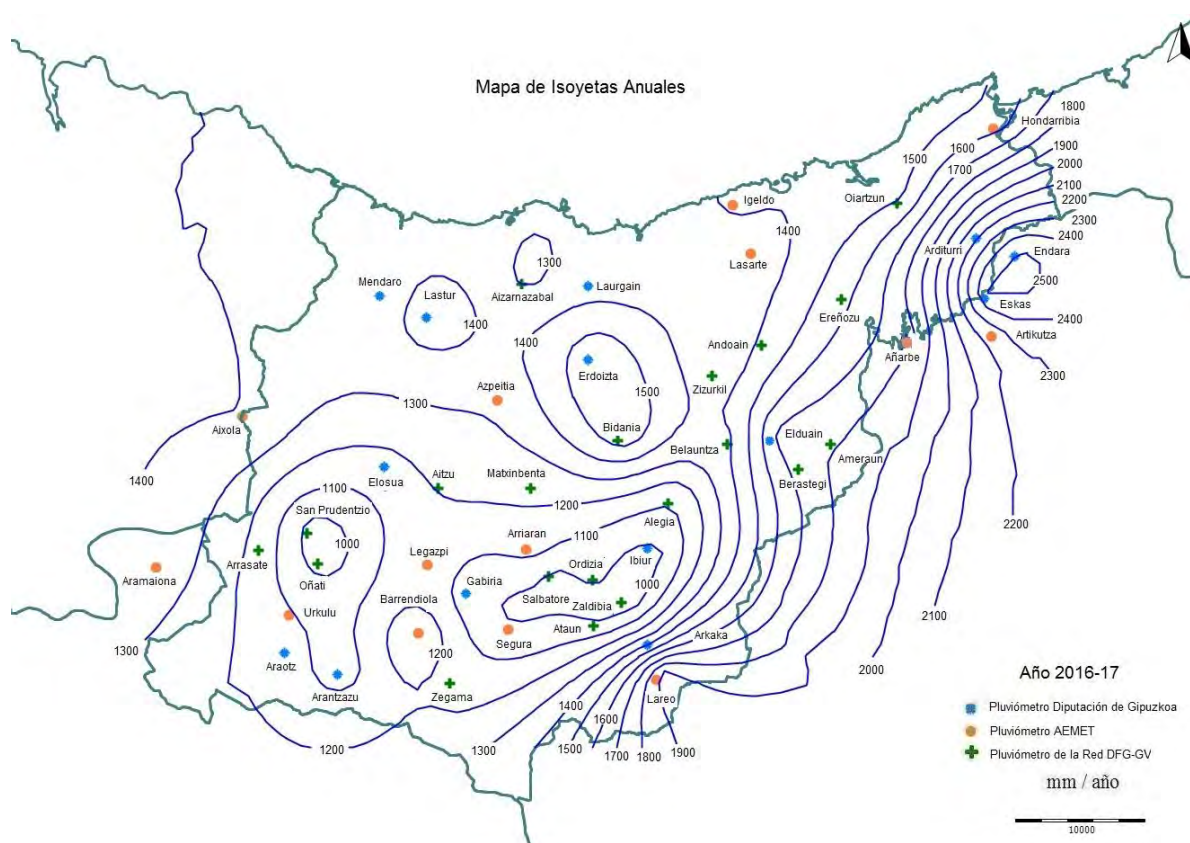 Mapa de Isoyetas Anuales
1800
Hondarribia
1600
1500
1900
1700
2000
2100
Oiartzun
2200
Igeldo
2300
1400
2400
Arditurri
Endara
Lasarte
1300
2500
Mendaro
Lastur
Aizarnazabal
Laurgain
Eskas
Ereñozu
2400
1400
Artikutza
1400
Andoain
Añarbe
2300
Erdoizta
Zizurkil
Azpeitia
1500
1300
Aixola
Bidania
Elduain
Belauntza
Ameraun
Elosua
Aitzu
Matxinbenta
Berastegi
1400
1100
1200
San Prudentzio
Alegia
2200
1000
Arriaran
1100
Arrasate
Legazpi
Ordizia
Ibiur
Aramaiona
Oñati
1000
Gabiria
Salbatore
Barrendiola
Zaldibia
Urkulu
2100
Ataun
Segura
Arkaka
1300
Araotz
1200
2000
Lareo
Año 2016-17
Arantzazu
Zegama
1400
Pluviómetro Diputación de Gipuzkoa
1600
Pluviómetro AEMET
1200
1300
1500
1700
1800
1900
Pluviómetro de la Red DFG-GV
mm / año
10000